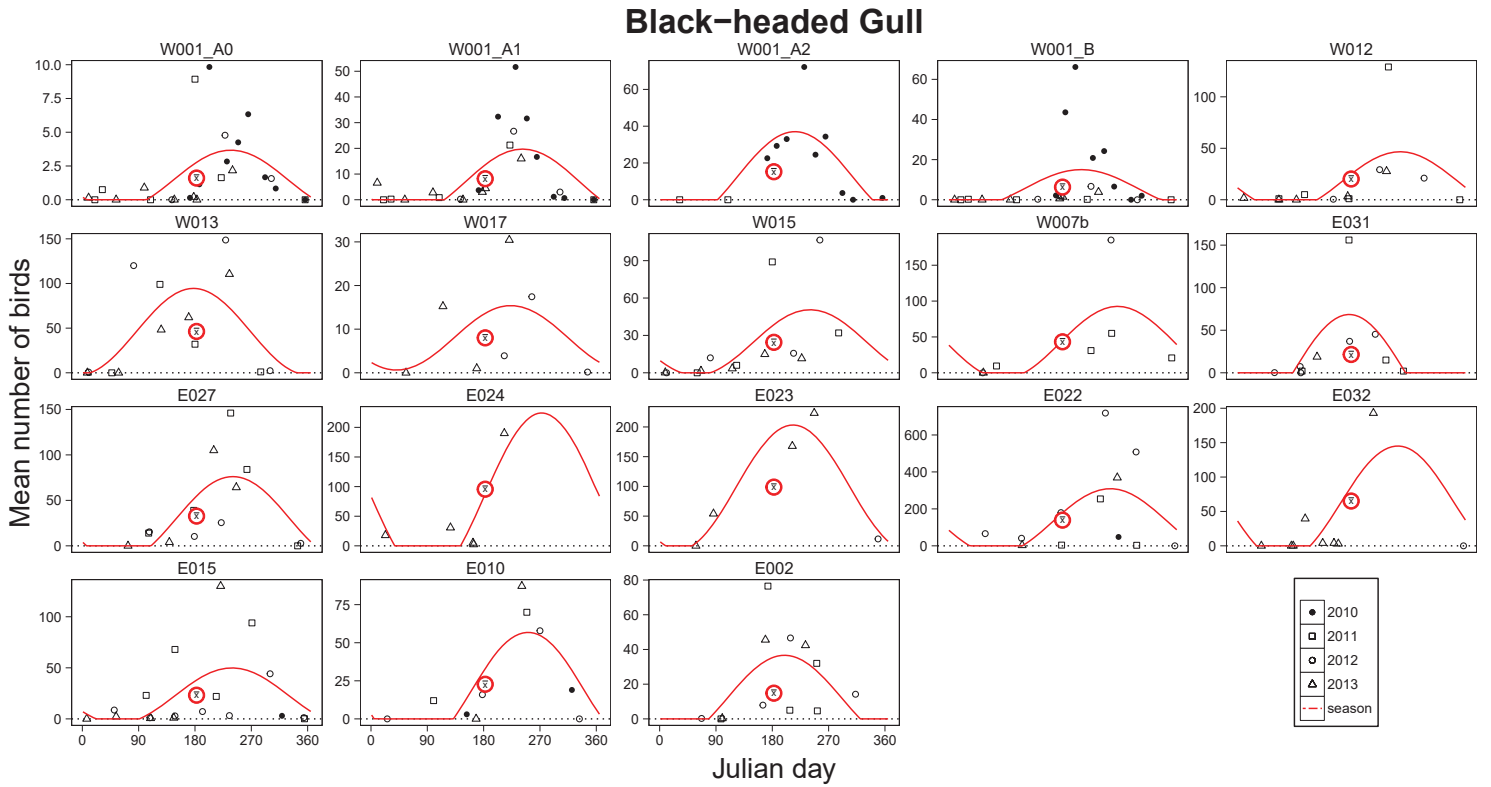 Black−headed Gull
W001_A0 W001_A1 W001_A2 W001_B W012
10.0 7.5 5.0 2.5 0.0
50 40 30 20 10 0
60 40 20 0
60 40 20 0
100 50 0
x̄ x̄ x̄ x̄ x̄
W013 W017 W015 W007b E031
150 100 50 0
30 20 10 0
90 60 30 0
150 100 50 0
150 100 50 0
x̄ x̄ x̄ x̄ x̄
Mean number of birds
E027 E024 E023 E022 E032
150 100 50 0
200 150 100 50 0
200 150 100 50 0
600 400 200 0
200 150 100 50 0
x̄ x̄ x̄ x̄ x̄
E015 E010 E002
100 50 0
75 50 25 0
80 60 40 20 0
x̄ x̄ x̄
0 90 180 270 360
0 90 180 270 360
0 90 180 270 360
Julian day
2010
2011
2012
2013
season